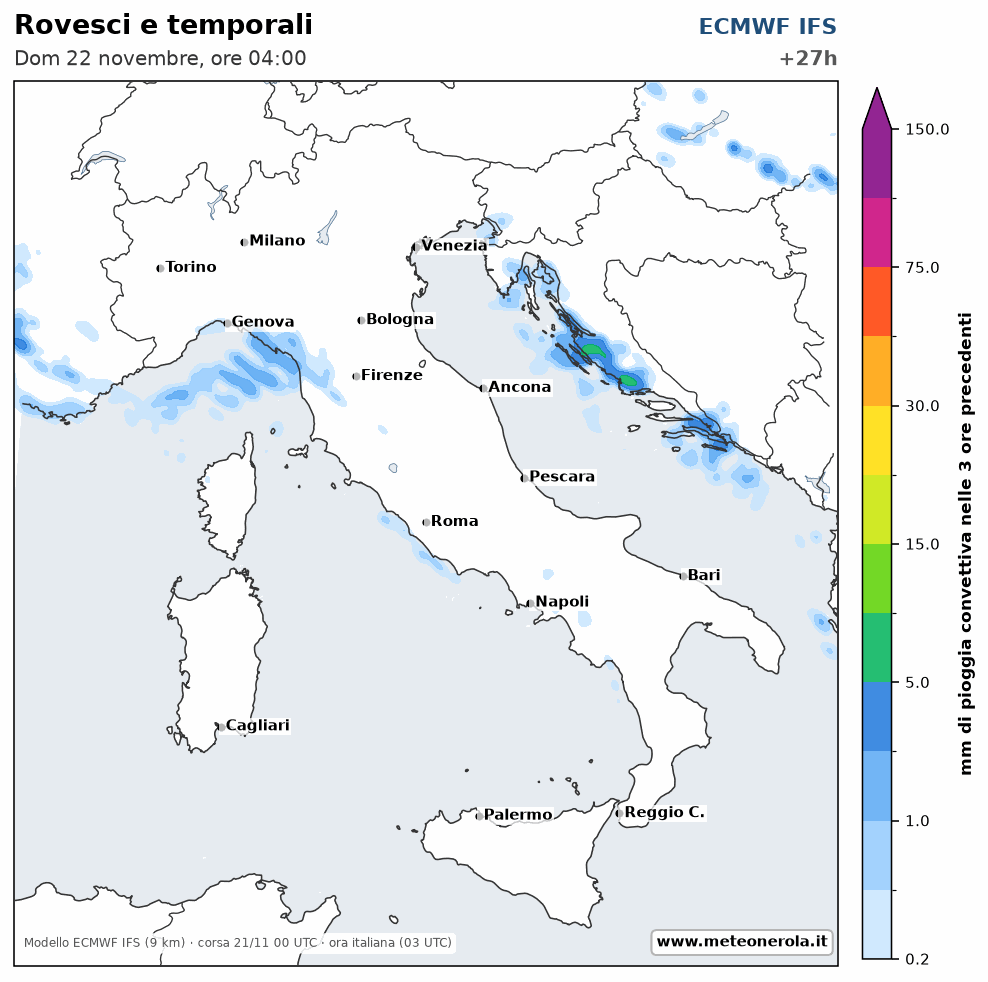 Rovesci e temporali
ECMWF IFS
Dom 22 novembre, ore 04:00
+27h
150.0
75.0
30.0
15.0
5.0
1.0
0.2
mm di pioggia convettiva nelle 3 ore precedenti
Milano
Venezia
Torino
Genova
Bologna
Firenze
Ancona
Pescara
Roma
Bari
Napoli
Cagliari
Palermo
Reggio C.
Modello ECMWF IFS (9 km) · corsa 21/11 00 UTC · ora italiana (03 UTC)
www.meteonerola.it